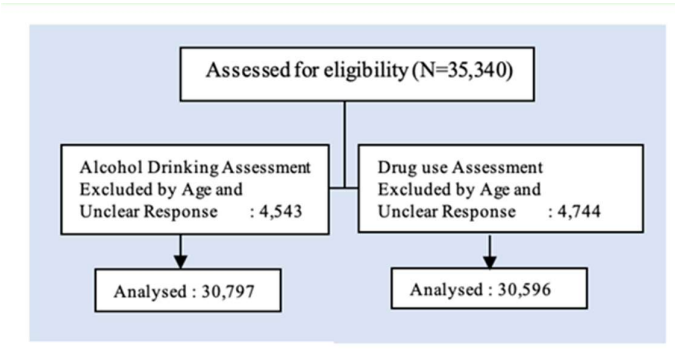 Assessed for eligibility (N=35,340)
Alcohol Drinking Assessment
Excluded by Age and
Unclear Response : 4,543
Drug use Assessment
Excluded by Age and
Unclear Response : 4,744
Analysed : 30,797
Analysed : 30,596